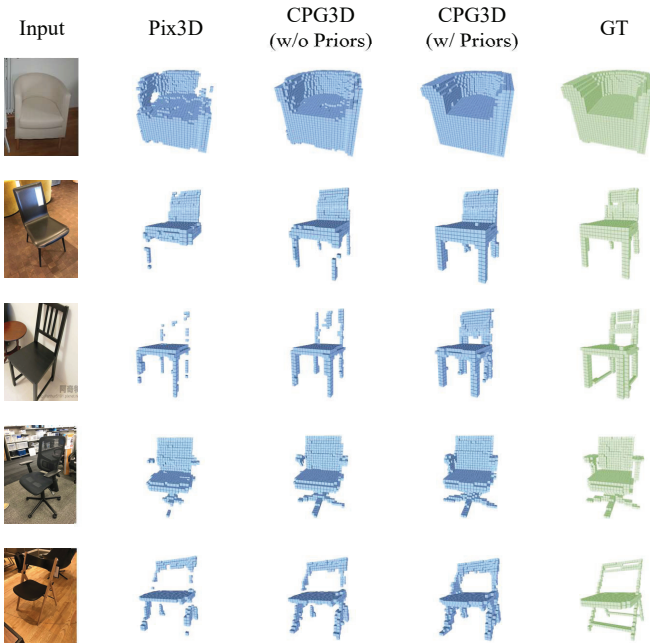 Input
Pix3D
CPG3D
(w/o Priors)
CPG3D
(w/ Priors)
GT